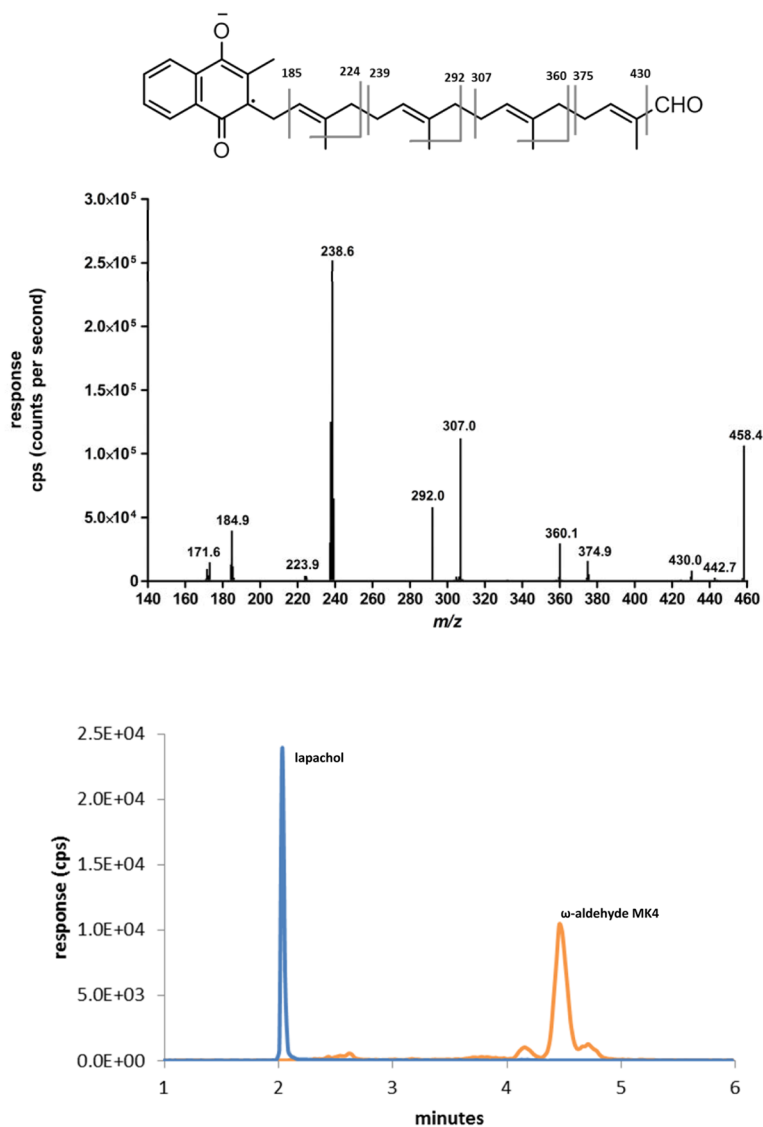 O⁻
185 224 239 292 307 360 375 430
CHO
O
3.0×10⁵
2.5×10⁵
2.0×10⁵
1.5×10⁵
1.0×10⁵
5.0×10⁴
0
response
cps (counts per second)
238.6
307.0
458.4
292.0
184.9
360.1
171.6
374.9
223.9
430.0
442.7
140 160 180 200 220 240 260 280 300 320 340 360 380 400 420 440 460
m/z
2.5E+04
2.0E+04
1.5E+04
1.0E+04
5.0E+03
0.0E+00
response (cps)
lapachol
ω-aldehyde MK4
1 2 3 4 5 6
minutes